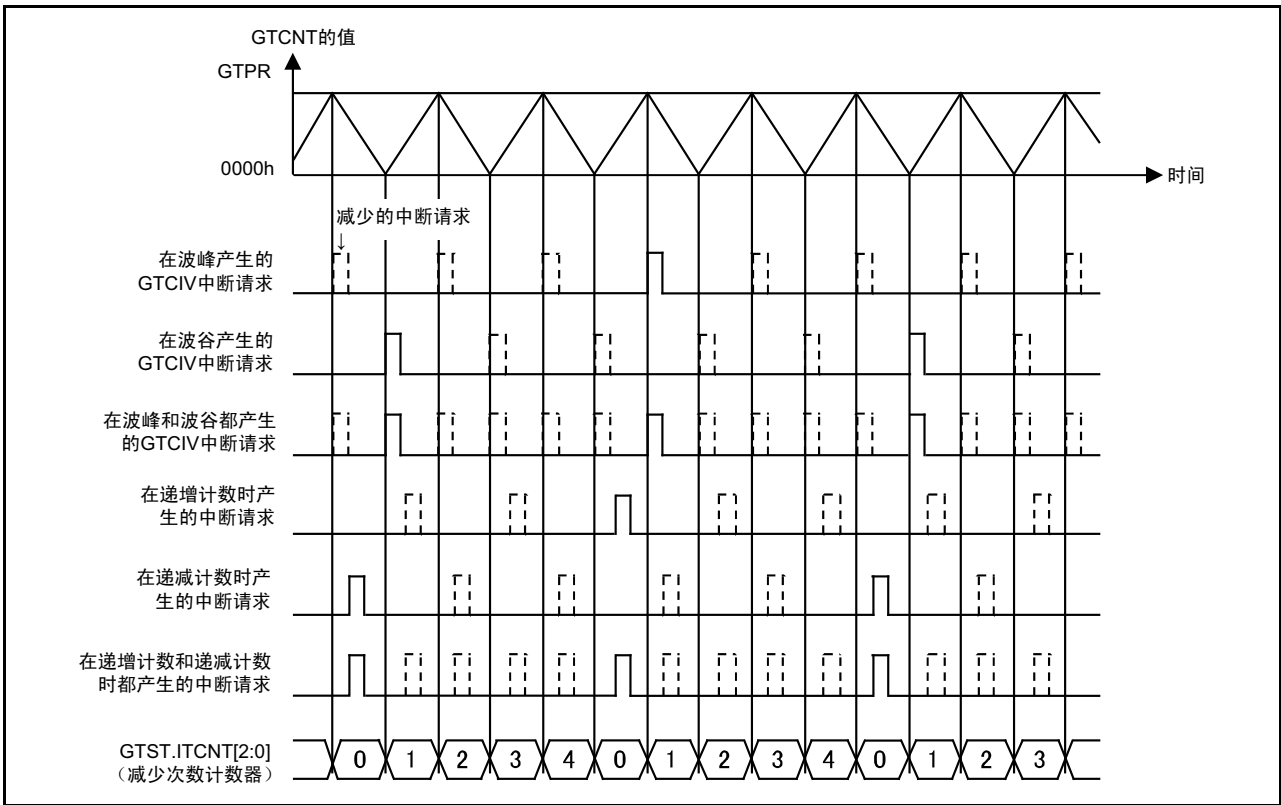 GTCNT的值
GTPR
0000h
时间
减少的中断请求
↓
在波峰产生的
GTCIV中断请求
在波谷产生的
GTCIV中断请求
在波峰和波谷都产生
的GTCIV中断请求
在递增计数时产
生的中断请求
在递减计数时产
生的中断请求
在递增计数和递减计数
时都产生的中断请求
GTST.ITCNT[2:0]
（减少次数计数器）
0 1 2 3 4 0 1 2 3 4 0 1 2 3